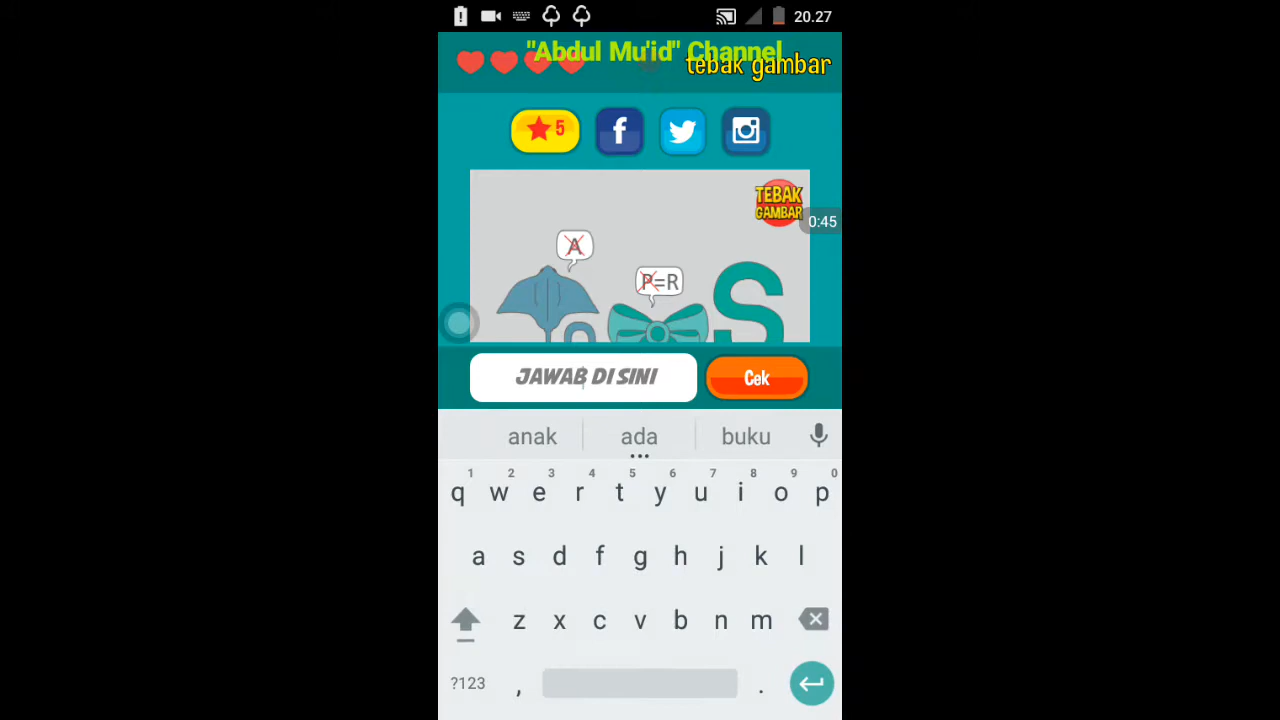 20.27
"Abdul Mu'id" Channel
tebak gambar
5
f
TEBAK
GAMBAR
0:45
A
P=R
S
JAWAB DI SINI
Cek
anak ada buku
1 2 3 4 5 6 7 8 9 0
q w e r t y u i o p
a s d f g h j k l
z x c v b n m
?123 , .